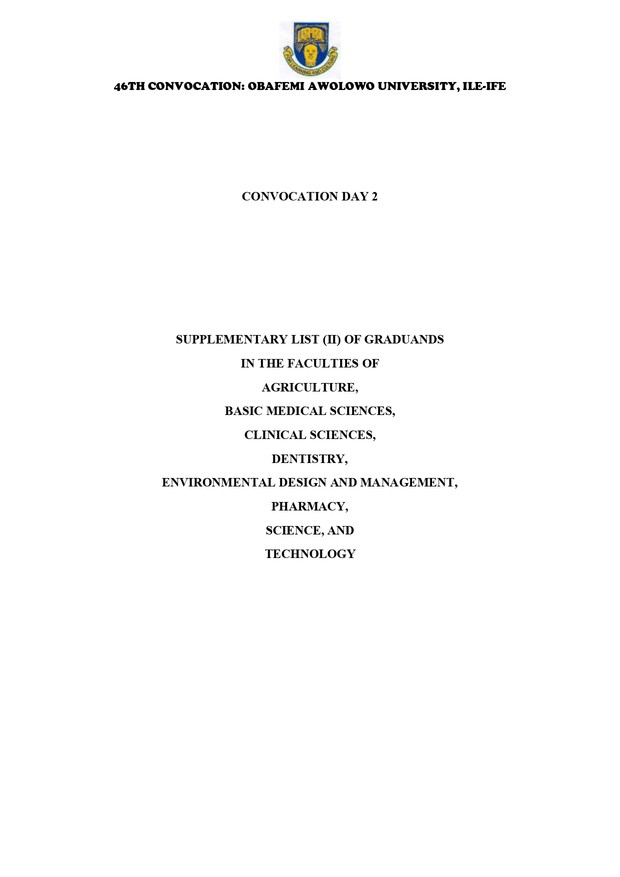 46TH CONVOCATION: OBAFEMI AWOLOWO UNIVERSITY, ILE-IFE
CONVOCATION DAY 2
SUPPLEMENTARY LIST (II) OF GRADUANDS
IN THE FACULTIES OF
AGRICULTURE,
BASIC MEDICAL SCIENCES,
CLINICAL SCIENCES,
DENTISTRY,
ENVIRONMENTAL DESIGN AND MANAGEMENT,
PHARMACY,
SCIENCE, AND
TECHNOLOGY